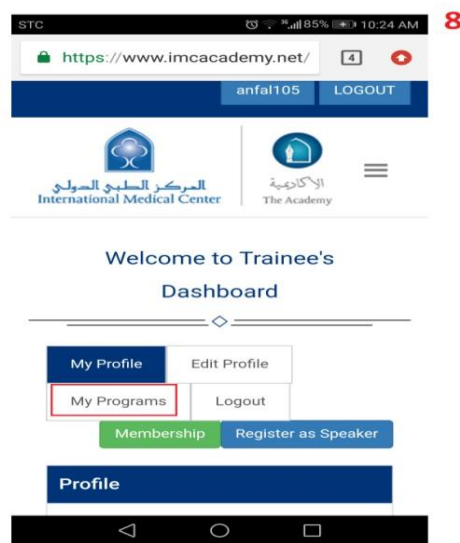 STC 85% 10:24 AM 8
https://www.imcacademy.net/ 4
anfal105 LOGOUT
المركز الطبي الدولي
International Medical Center
الأكاديمية
The Academy
Welcome to Trainee's
Dashboard
My Profile Edit Profile
My Programs Logout
Membership Register as Speaker
Profile